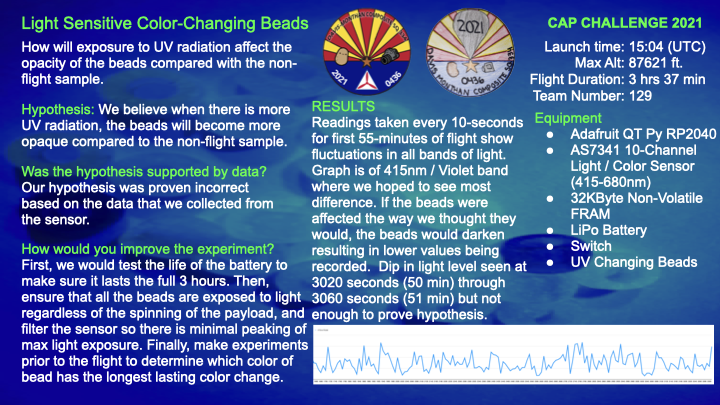 Light Sensitive Color-Changing Beads
How will exposure to UV radiation affect the
opacity of the beads compared with the non-
flight sample.
Hypothesis: We believe when there is more
UV radiation, the beads will become more
opaque compared to the non-flight sample.
Was the hypothesis supported by data?
Our hypothesis was proven incorrect
based on the data that we collected from
the sensor.
How would you improve the experiment?
First, we would test the life of the battery to
make sure it lasts the full 3 hours. Then,
ensure that all the beads are exposed to light
regardless of the spinning of the payload, and
filter the sensor so there is minimal peaking of
max light exposure. Finally, make experiments
prior to the flight to determine which color of
bead has the longest lasting color change.
2021
0436
2021
0436
RESULTS
Readings taken every 10-seconds
for first 55-minutes of flight show
fluctuations in all bands of light.
Graph is of 415nm / Violet band
where we hoped to see most
difference. If the beads were
affected the way we thought they
would, the beads would darken
resulting in lower values being
recorded. Dip in light level seen at
3020 seconds (50 min) through
3060 seconds (51 min) but not
enough to prove hypothesis.
CAP CHALLENGE 2021
Launch time: 15:04 (UTC)
Max Alt: 87621 ft.
Flight Duration: 3 hrs 37 min
Team Number: 129
Equipment
● Adafruit QT Py RP2040
● AS7341 10-Channel
Light / Color Sensor
(415-680nm)
● 32KByte Non-Volatile
FRAM
● LiPo Battery
● Switch
● UV Changing Beads